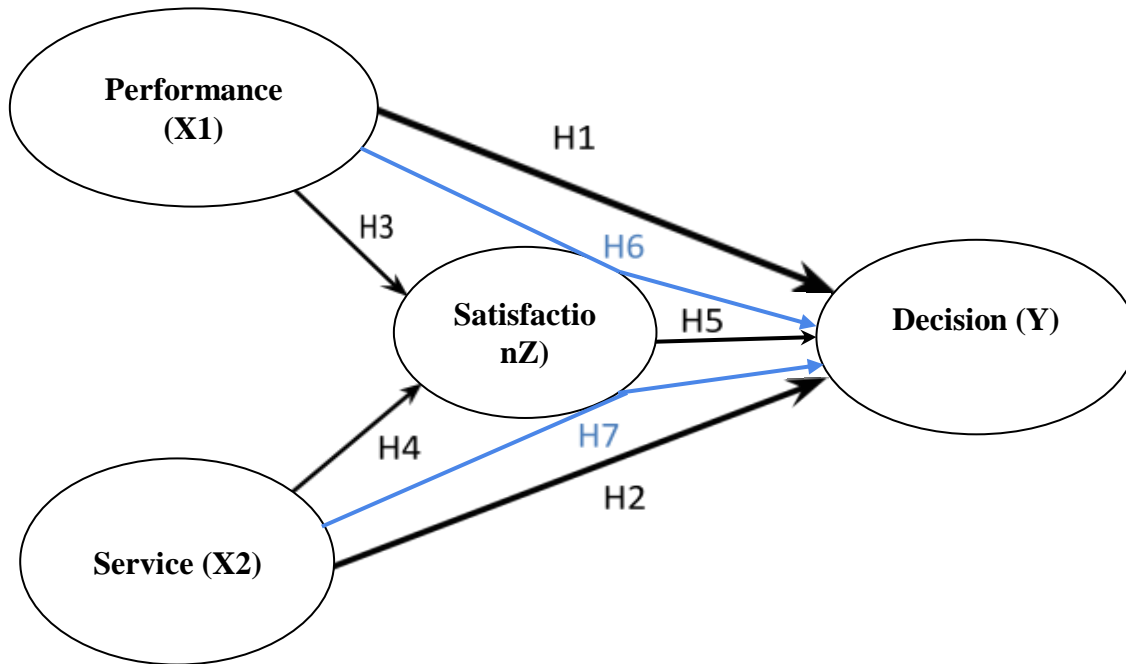 Performance
(X1)
H1
H3
H6
Satisfactio
nZ)
H5
Decision (Y)
H4
H7
H2
Service (X2)